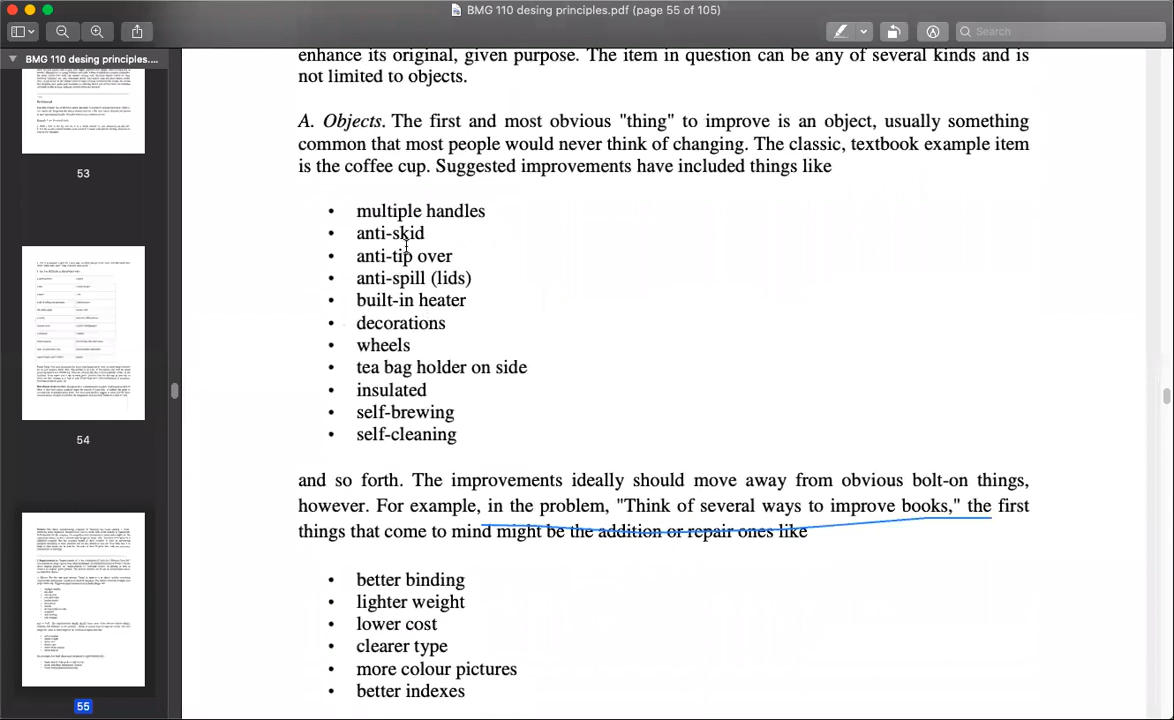 BMG 110 desing principles.pdf (page 55 of 105)
Search
BMG 110 desing principles....
53
54
55
enhance its original, given purpose. The item in question can be any of several kinds and is
not limited to objects.
A. Objects. The first and most obvious "thing" to improve is an object, usually something
common that most people would never think of changing. The classic, textbook example item
is the coffee cup. Suggested improvements have included things like
• multiple handles
• anti-skid
• anti-tip over
• anti-spill (lids)
• built-in heater
• decorations
• wheels
• tea bag holder on side
• insulated
• self-brewing
• self-cleaning
and so forth. The improvements ideally should move away from obvious bolt-on things,
however. For example, in the problem, "Think of several ways to improve books," the first
things that come to mind might be the addition or repair ones like
• better binding
• lighter weight
• lower cost
• clearer type
• more colour pictures
• better indexes